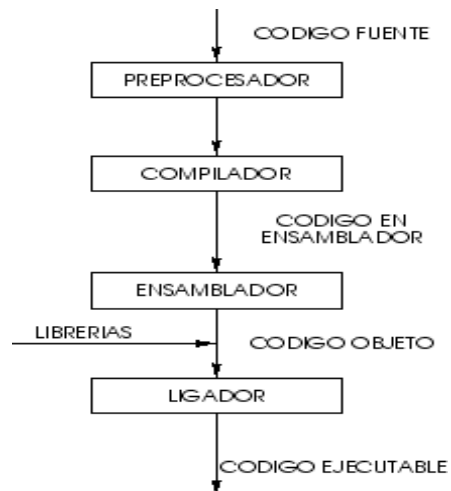 CODIGO FUENTE
PREPROCESADOR
COMPILADOR
CODIGO EN
ENSAMBLADOR
ENSAMBLADOR
LIBRERIAS
CODIGO OBJETO
LIGADOR
CODIGO EJECUTABLE